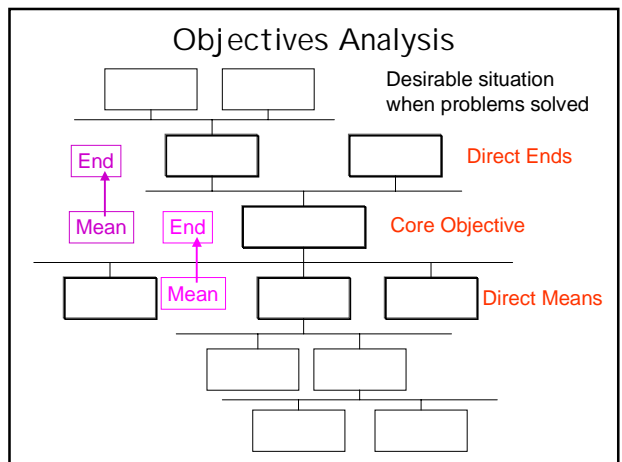 Objectives Analysis
Desirable situation
when problems solved
End
Direct Ends
Mean
End
Core Objective
Mean
Direct Means